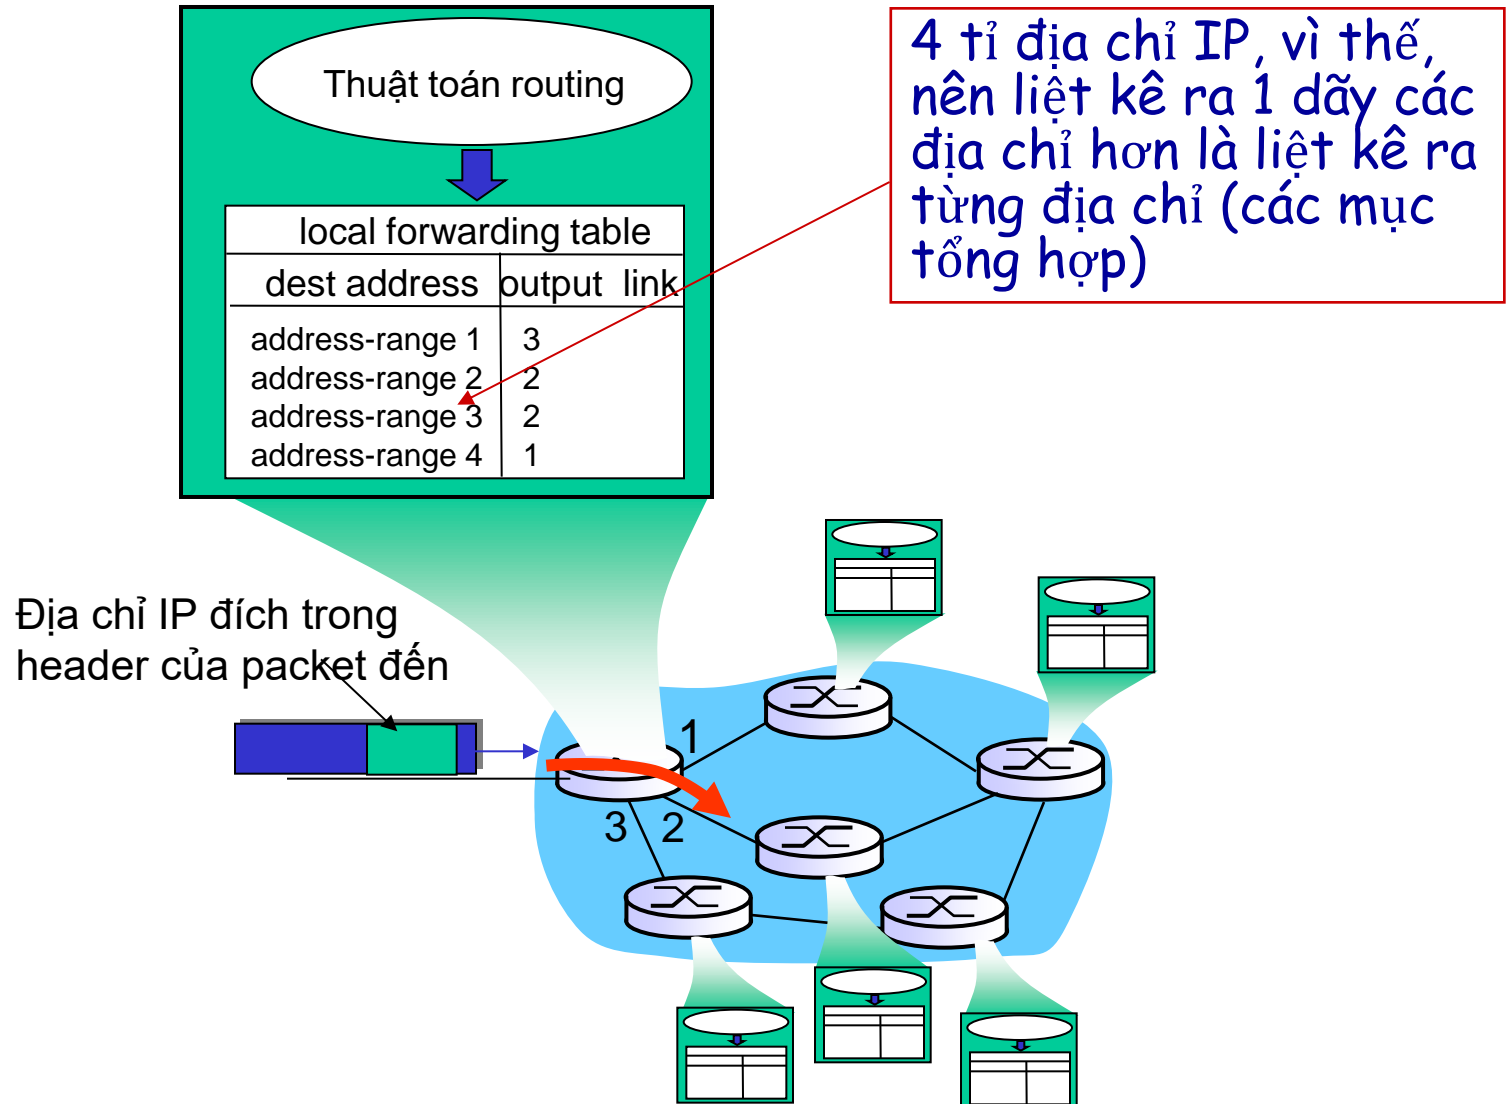 Thuật toán routing
local forwarding table
dest address output link
address-range 1 3
address-range 2 2
address-range 3 2
address-range 4 1
4 tỉ địa chỉ IP, vì thế,
nên liệt kê ra 1 dãy các
địa chỉ hơn là liệt kê ra
từng địa chỉ (các mục
tổng hợp)
Địa chỉ IP đích trong
header của packet đến
1
3 2